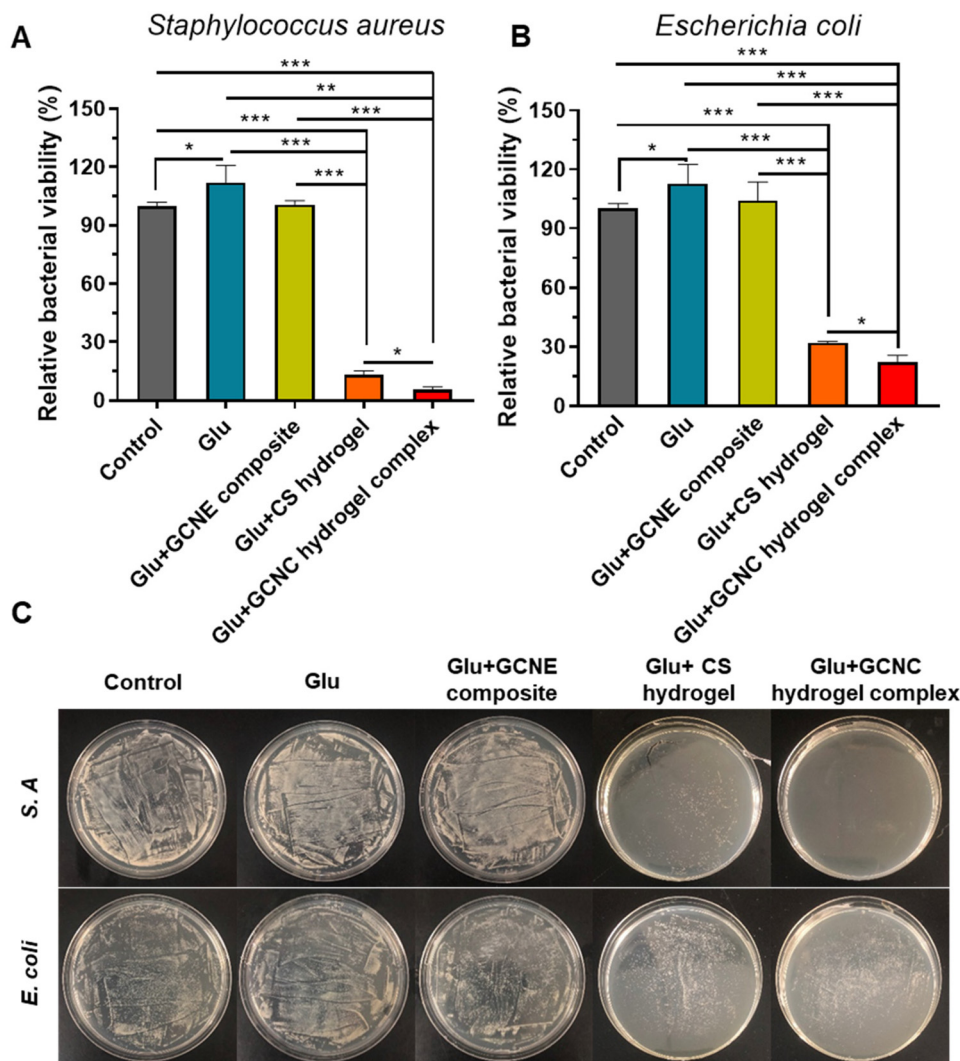 A
Staphylococcus aureus
***
**
***
***
*
***
***
*
Relative bacterial viability (%)
150
120
90
60
30
0
Control
Glu
Glu+GCNE composite
Glu+CS hydrogel
Glu+GCNC hydrogel complex
B
Escherichia coli
***
***
***
***
*
***
***
*
Relative bacterial viability (%)
150
120
90
60
30
0
Control
Glu
Glu+GCNE composite
Glu+CS hydrogel
Glu+GCNC hydrogel complex
C
Control
Glu
Glu+GCNE
composite
Glu+ CS
hydrogel
Glu+GCNC
hydrogel complex
S. A
E. coli